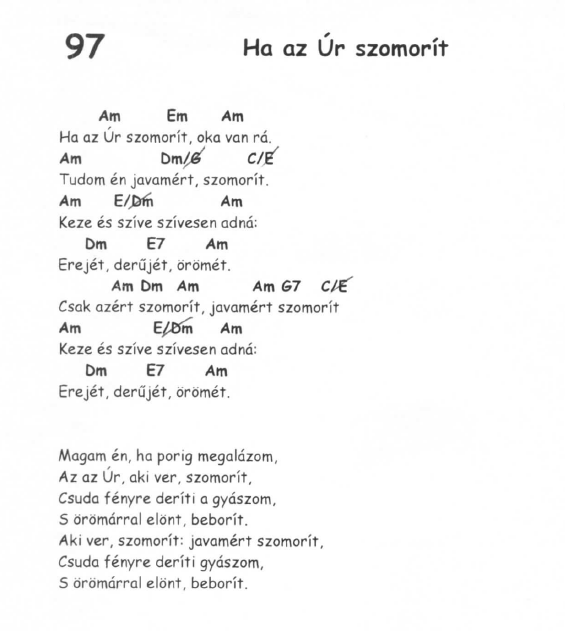 97 Ha az Úr szomorít
Am Em Am
Ha az Úr szomorít, oka van rá.
Am Dm/G C/E
Tudom én javamért, szomorít.
Am E/Dm Am
Keze és szíve szívesen adná:
Dm E7 Am
Erejét, derűjét, örömét.
Am Dm Am Am G7 C/E
Csak azért szomorít, javamért szomorít
Am E/Dm Am
Keze és szíve szívesen adná:
Dm E7 Am
Erejét, derűjét, örömét.
Magam én, ha porig megalázom,
Az az Úr, aki ver, szomorít,
Csuda fényre deríti a gyászom,
S örömárral elönt, beborít.
Aki ver, szomorít: javamért szomorít,
Csuda fényre deríti gyászom,
S örömárral elönt, beborít.